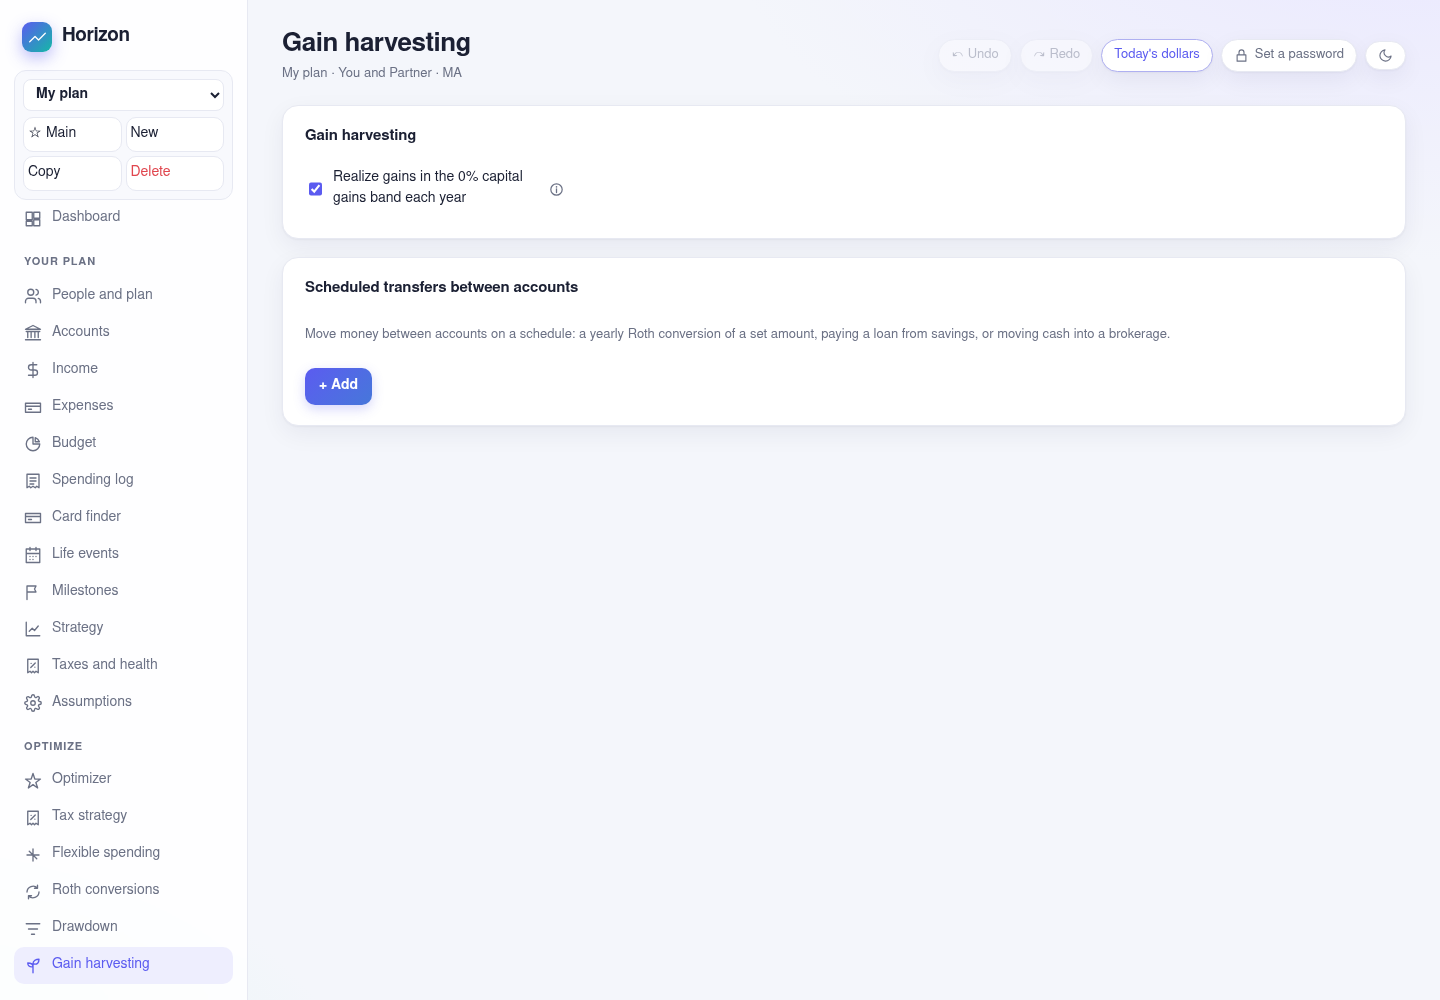 Horizon
My plan
☆ Main
New
Copy
Delete
Dashboard
YOUR PLAN
People and plan
Accounts
Income
Expenses
Budget
Spending log
Card finder
Life events
Milestones
Strategy
Taxes and health
Assumptions
OPTIMIZE
Optimizer
Tax strategy
Flexible spending
Roth conversions
Drawdown
Gain harvesting
Gain harvesting
My plan · You and Partner · MA
Undo
Redo
Today's dollars
Set a password
Gain harvesting
Realize gains in the 0% capital
gains band each year
Scheduled transfers between accounts
Move money between accounts on a schedule: a yearly Roth conversion of a set amount, paying a loan from savings, or moving cash into a brokerage.
+ Add